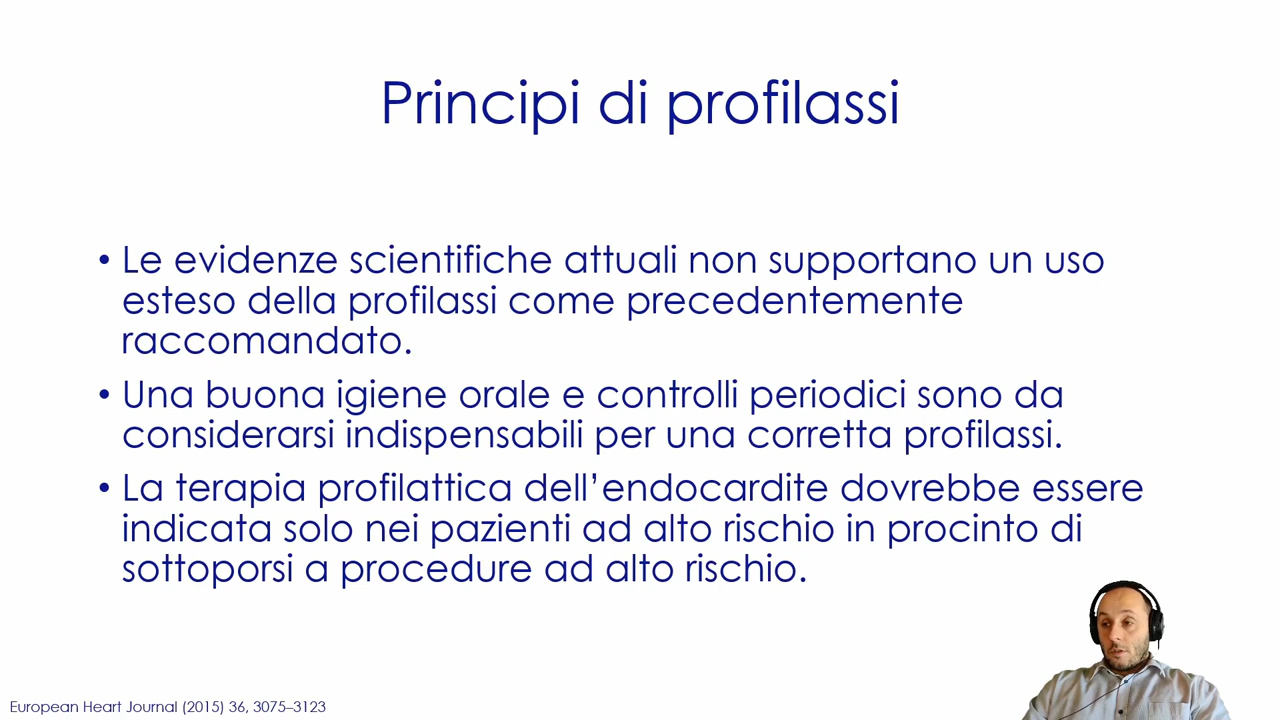 Principi di profilassi
• Le evidenze scientifiche attuali non supportano un uso
esteso della profilassi come precedentemente
raccomandato.
• Una buona igiene orale e controlli periodici sono da
considerarsi indispensabili per una corretta profilassi.
• La terapia profilattica dell’endocardite dovrebbe essere
indicata solo nei pazienti ad alto rischio in procinto di
sottoporsi a procedure ad alto rischio.
European Heart Journal (2015) 36, 3075–3123